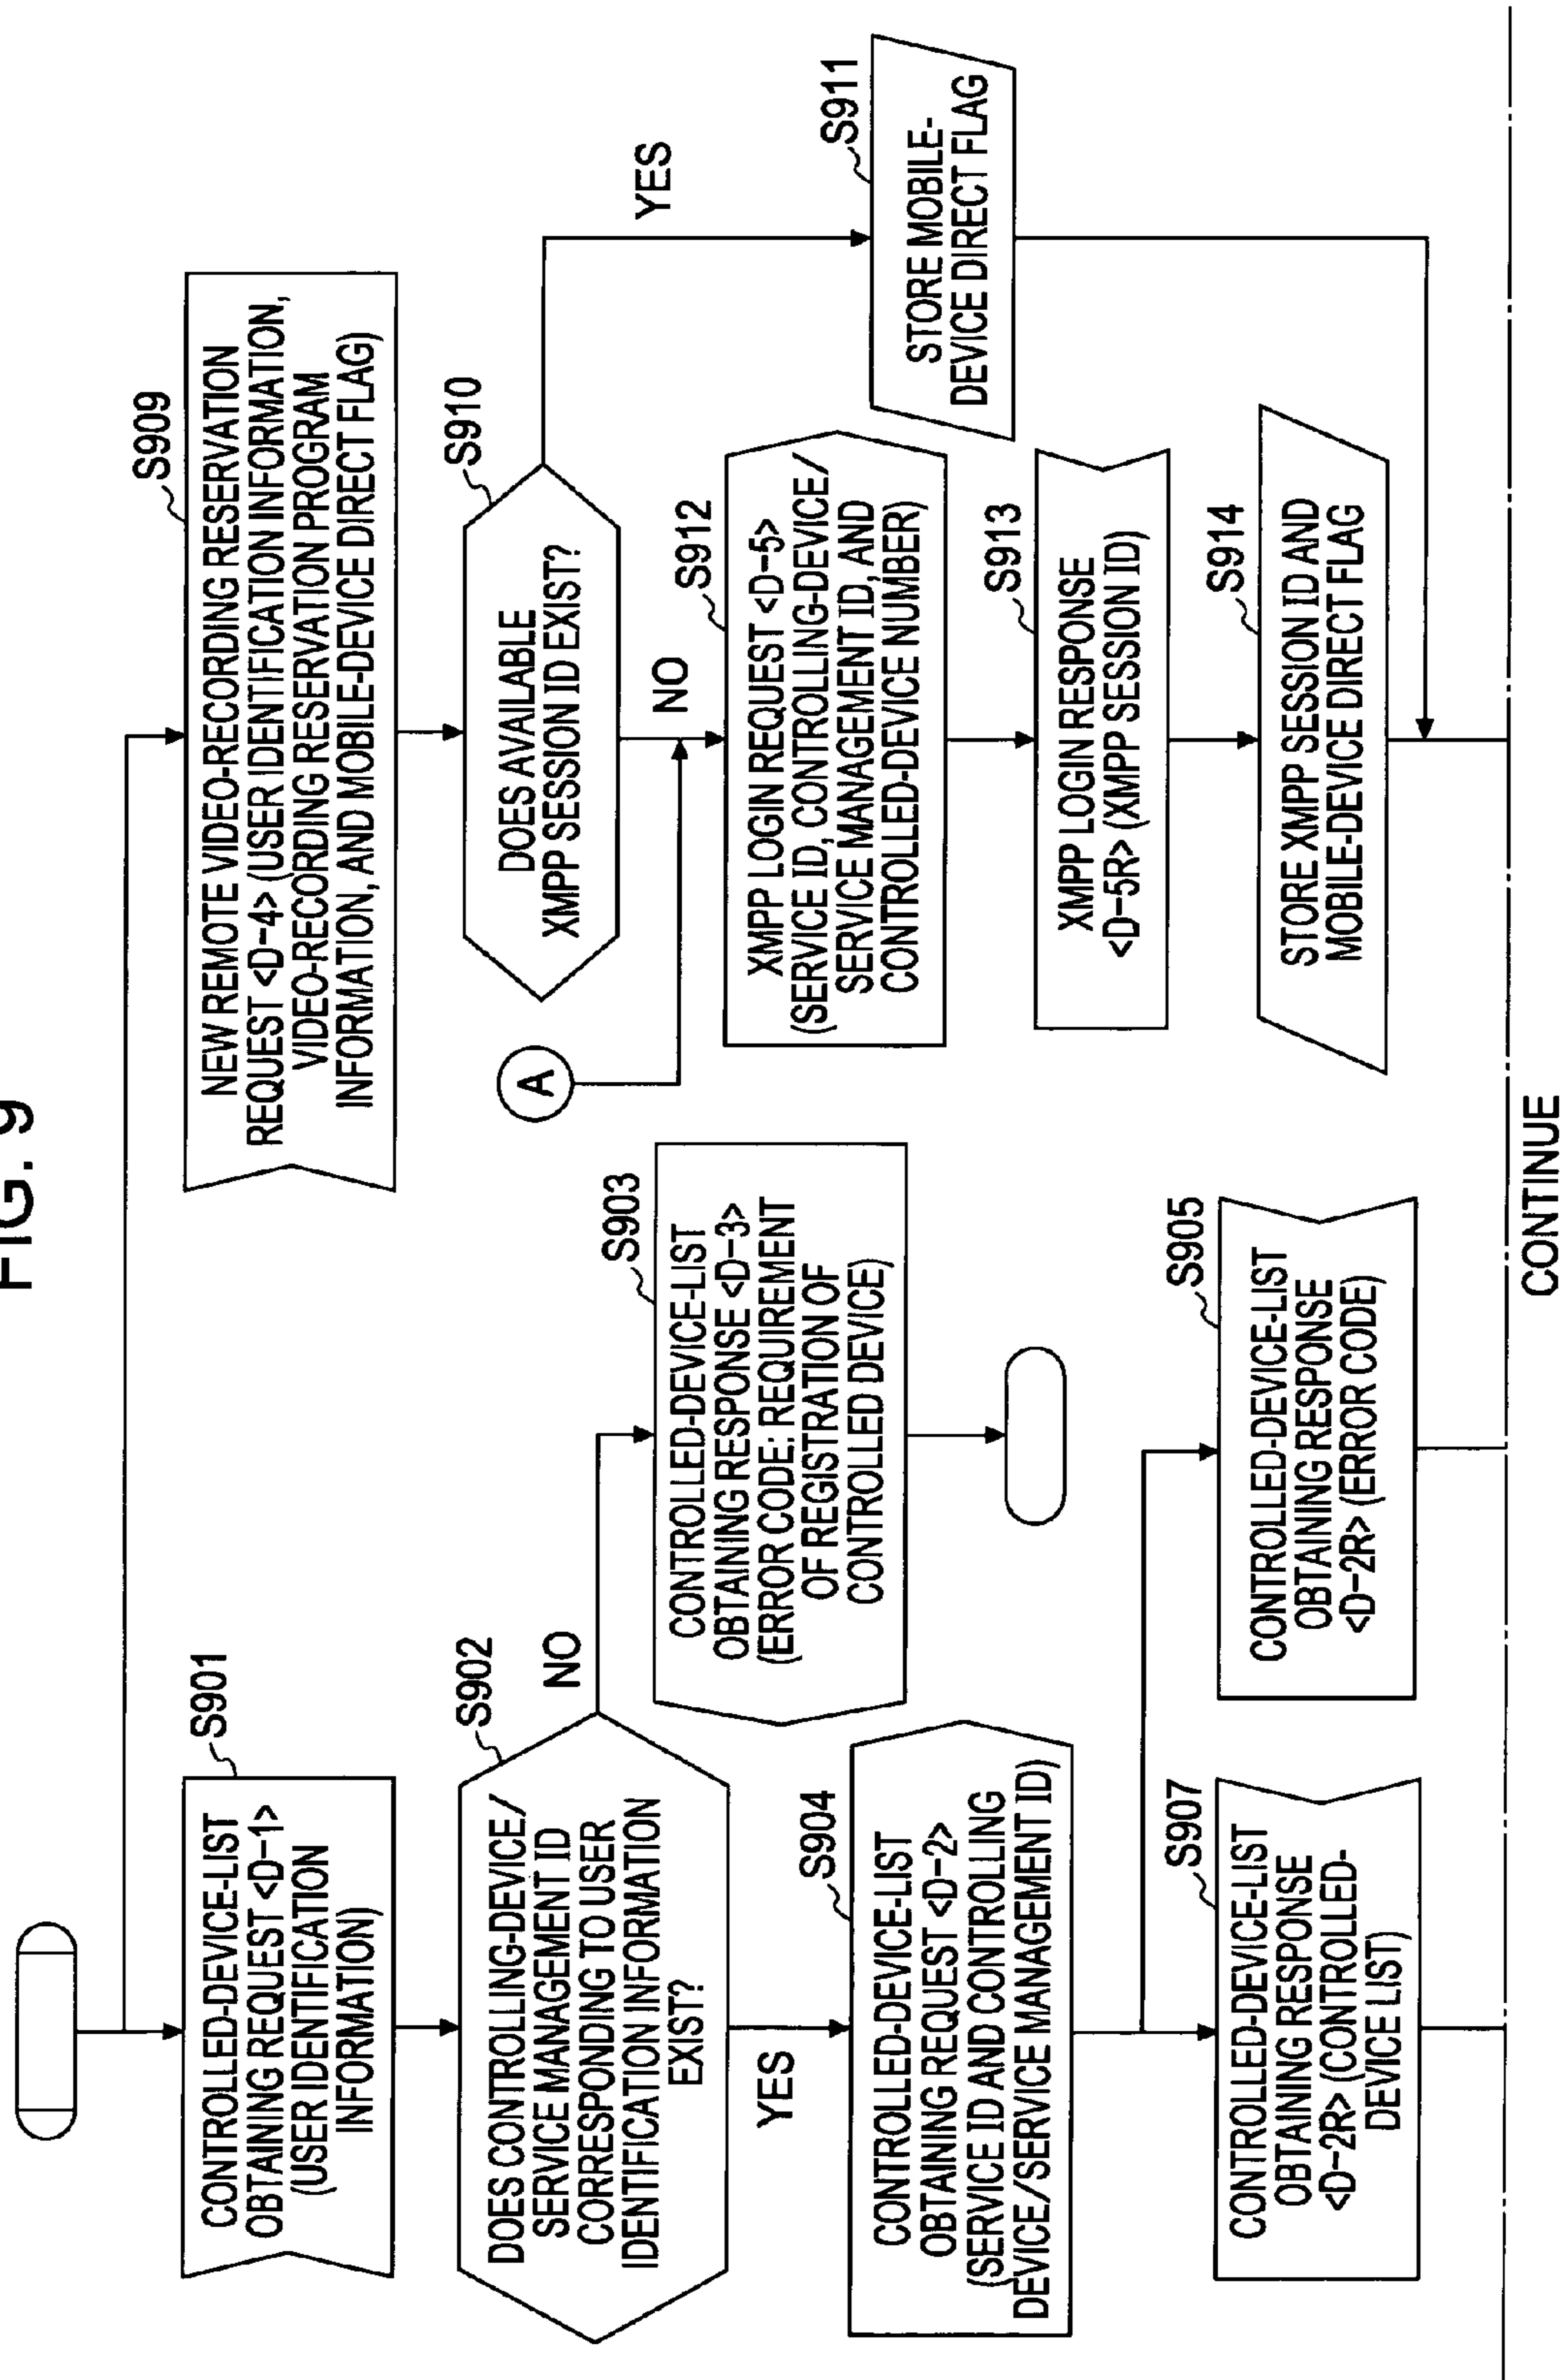 FIG. 9
S901
CONTROLLED-DEVICE-LIST
OBTAINING REQUEST <D-1>
(USER IDENTIFICATION
INFORMATION)
S902
DOES CONTROLLING-DEVICE/
SERVICE MANAGEMENT ID
CORRESPONDING TO USER
IDENTIFICATION INFORMATION
EXIST?
NO
YES
S903
CONTROLLED-DEVICE-LIST
OBTAINING RESPONSE <D-3>
(ERROR CODE: REQUIREMENT
OF REGISTRATION OF
CONTROLLED DEVICE)
S904
CONTROLLED-DEVICE-LIST
OBTAINING REQUEST <D-2>
(SERVICE ID AND CONTROLLING
DEVICE/SERVICE MANAGEMENT ID)
S907
CONTROLLED-DEVICE-LIST
OBTAINING RESPONSE
<D-2R> (CONTROLLED-
DEVICE LIST)
S905
CONTROLLED-DEVICE-LIST
OBTAINING RESPONSE
<D-2R> (ERROR CODE)
S909
NEW REMOTE VIDEO-RECORDING RESERVATION
REQUEST <D-4> (USER IDENTIFICATION INFORMATION,
VIDEO-RECORDING RESERVATION PROGRAM
INFORMATION, AND MOBILE-DEVICE DIRECT FLAG)
S910
DOES AVAILABLE
XMPP SESSION ID EXIST?
YES
NO
A
S911
STORE MOBILE-
DEVICE DIRECT FLAG
S912
XMPP LOGIN REQUEST <D-5>
(SERVICE ID, CONTROLLING-DEVICE/
SERVICE MANAGEMENT ID, AND
CONTROLLED-DEVICE NUMBER)
S913
XMPP LOGIN RESPONSE
<D-5R> (XMPP SESSION ID)
S914
STORE XMPP SESSION ID AND
MOBILE-DEVICE DIRECT FLAG
CONTINUE